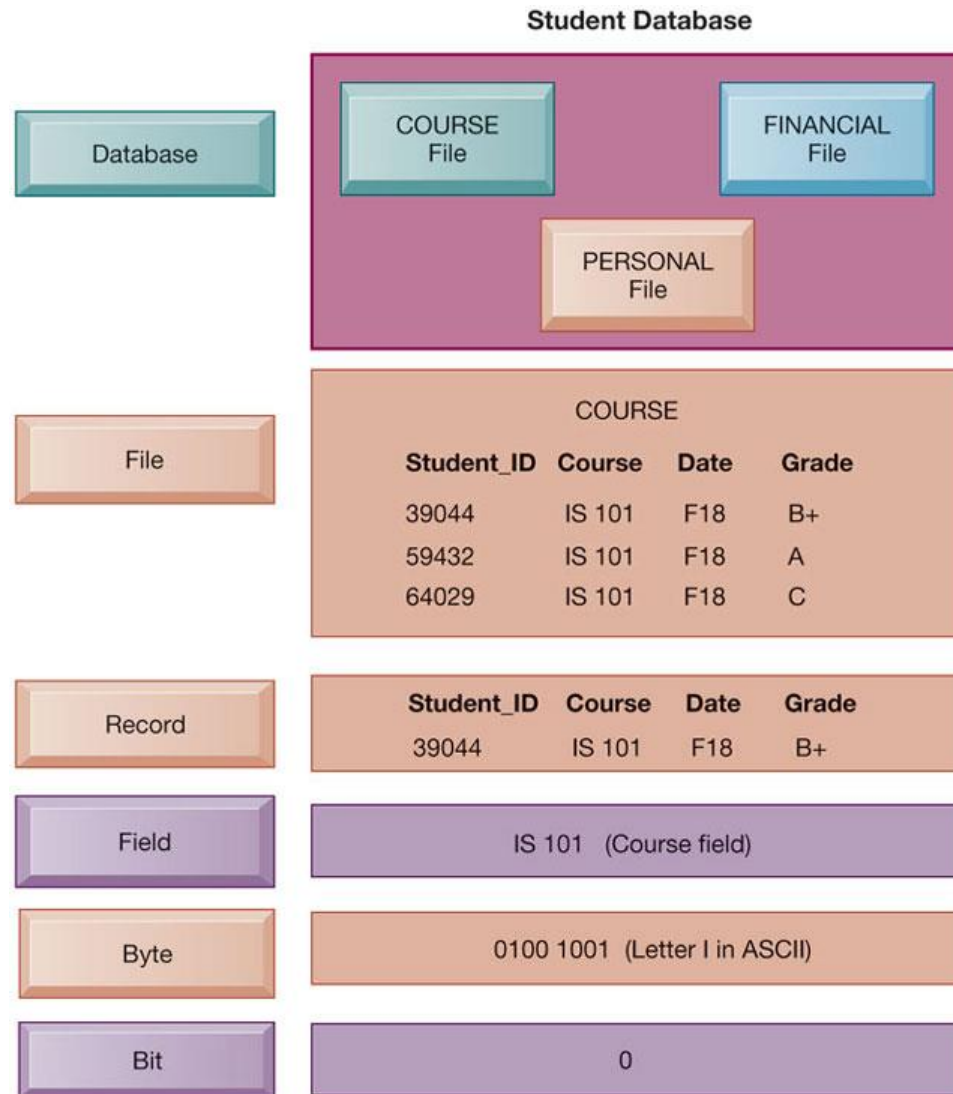 Student Database
Database
COURSE
File
FINANCIAL
File
PERSONAL
File
File
COURSE
Student_ID Course Date Grade
39044 IS 101 F18 B+
59432 IS 101 F18 A
64029 IS 101 F18 C
Record
Student_ID Course Date Grade
39044 IS 101 F18 B+
Field
IS 101 (Course field)
Byte
0100 1001 (Letter I in ASCII)
Bit
0